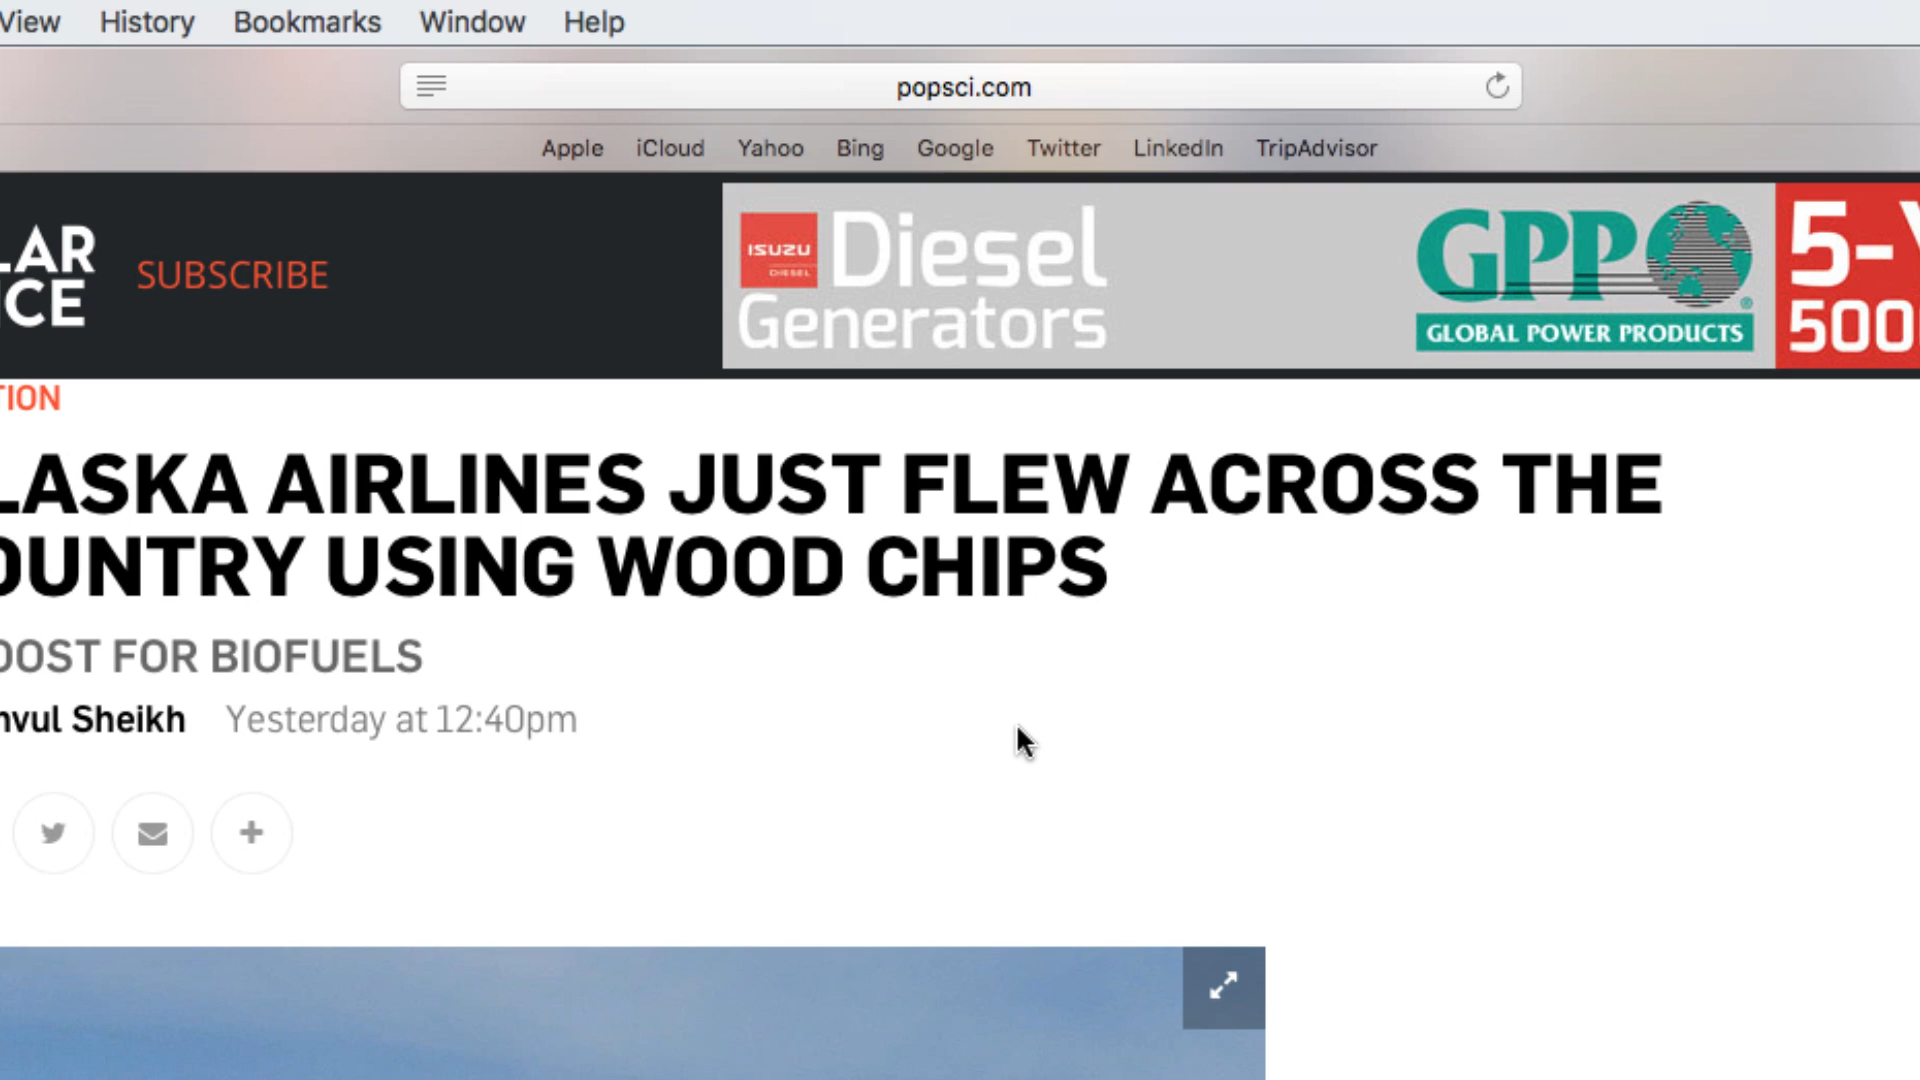 View History Bookmarks Window Help
popsci.com
Apple iCloud Yahoo Bing Google Twitter LinkedIn TripAdvisor
LAR
ICE
SUBSCRIBE
ISUZU
DIESEL
Diesel
Generators
GPP
®
GLOBAL POWER PRODUCTS
5-Y
500
TION
LASKA AIRLINES JUST FLEW ACROSS THE
OUNTRY USING WOOD CHIPS
OOST FOR BIOFUELS
nvul Sheikh Yesterday at 12:40pm